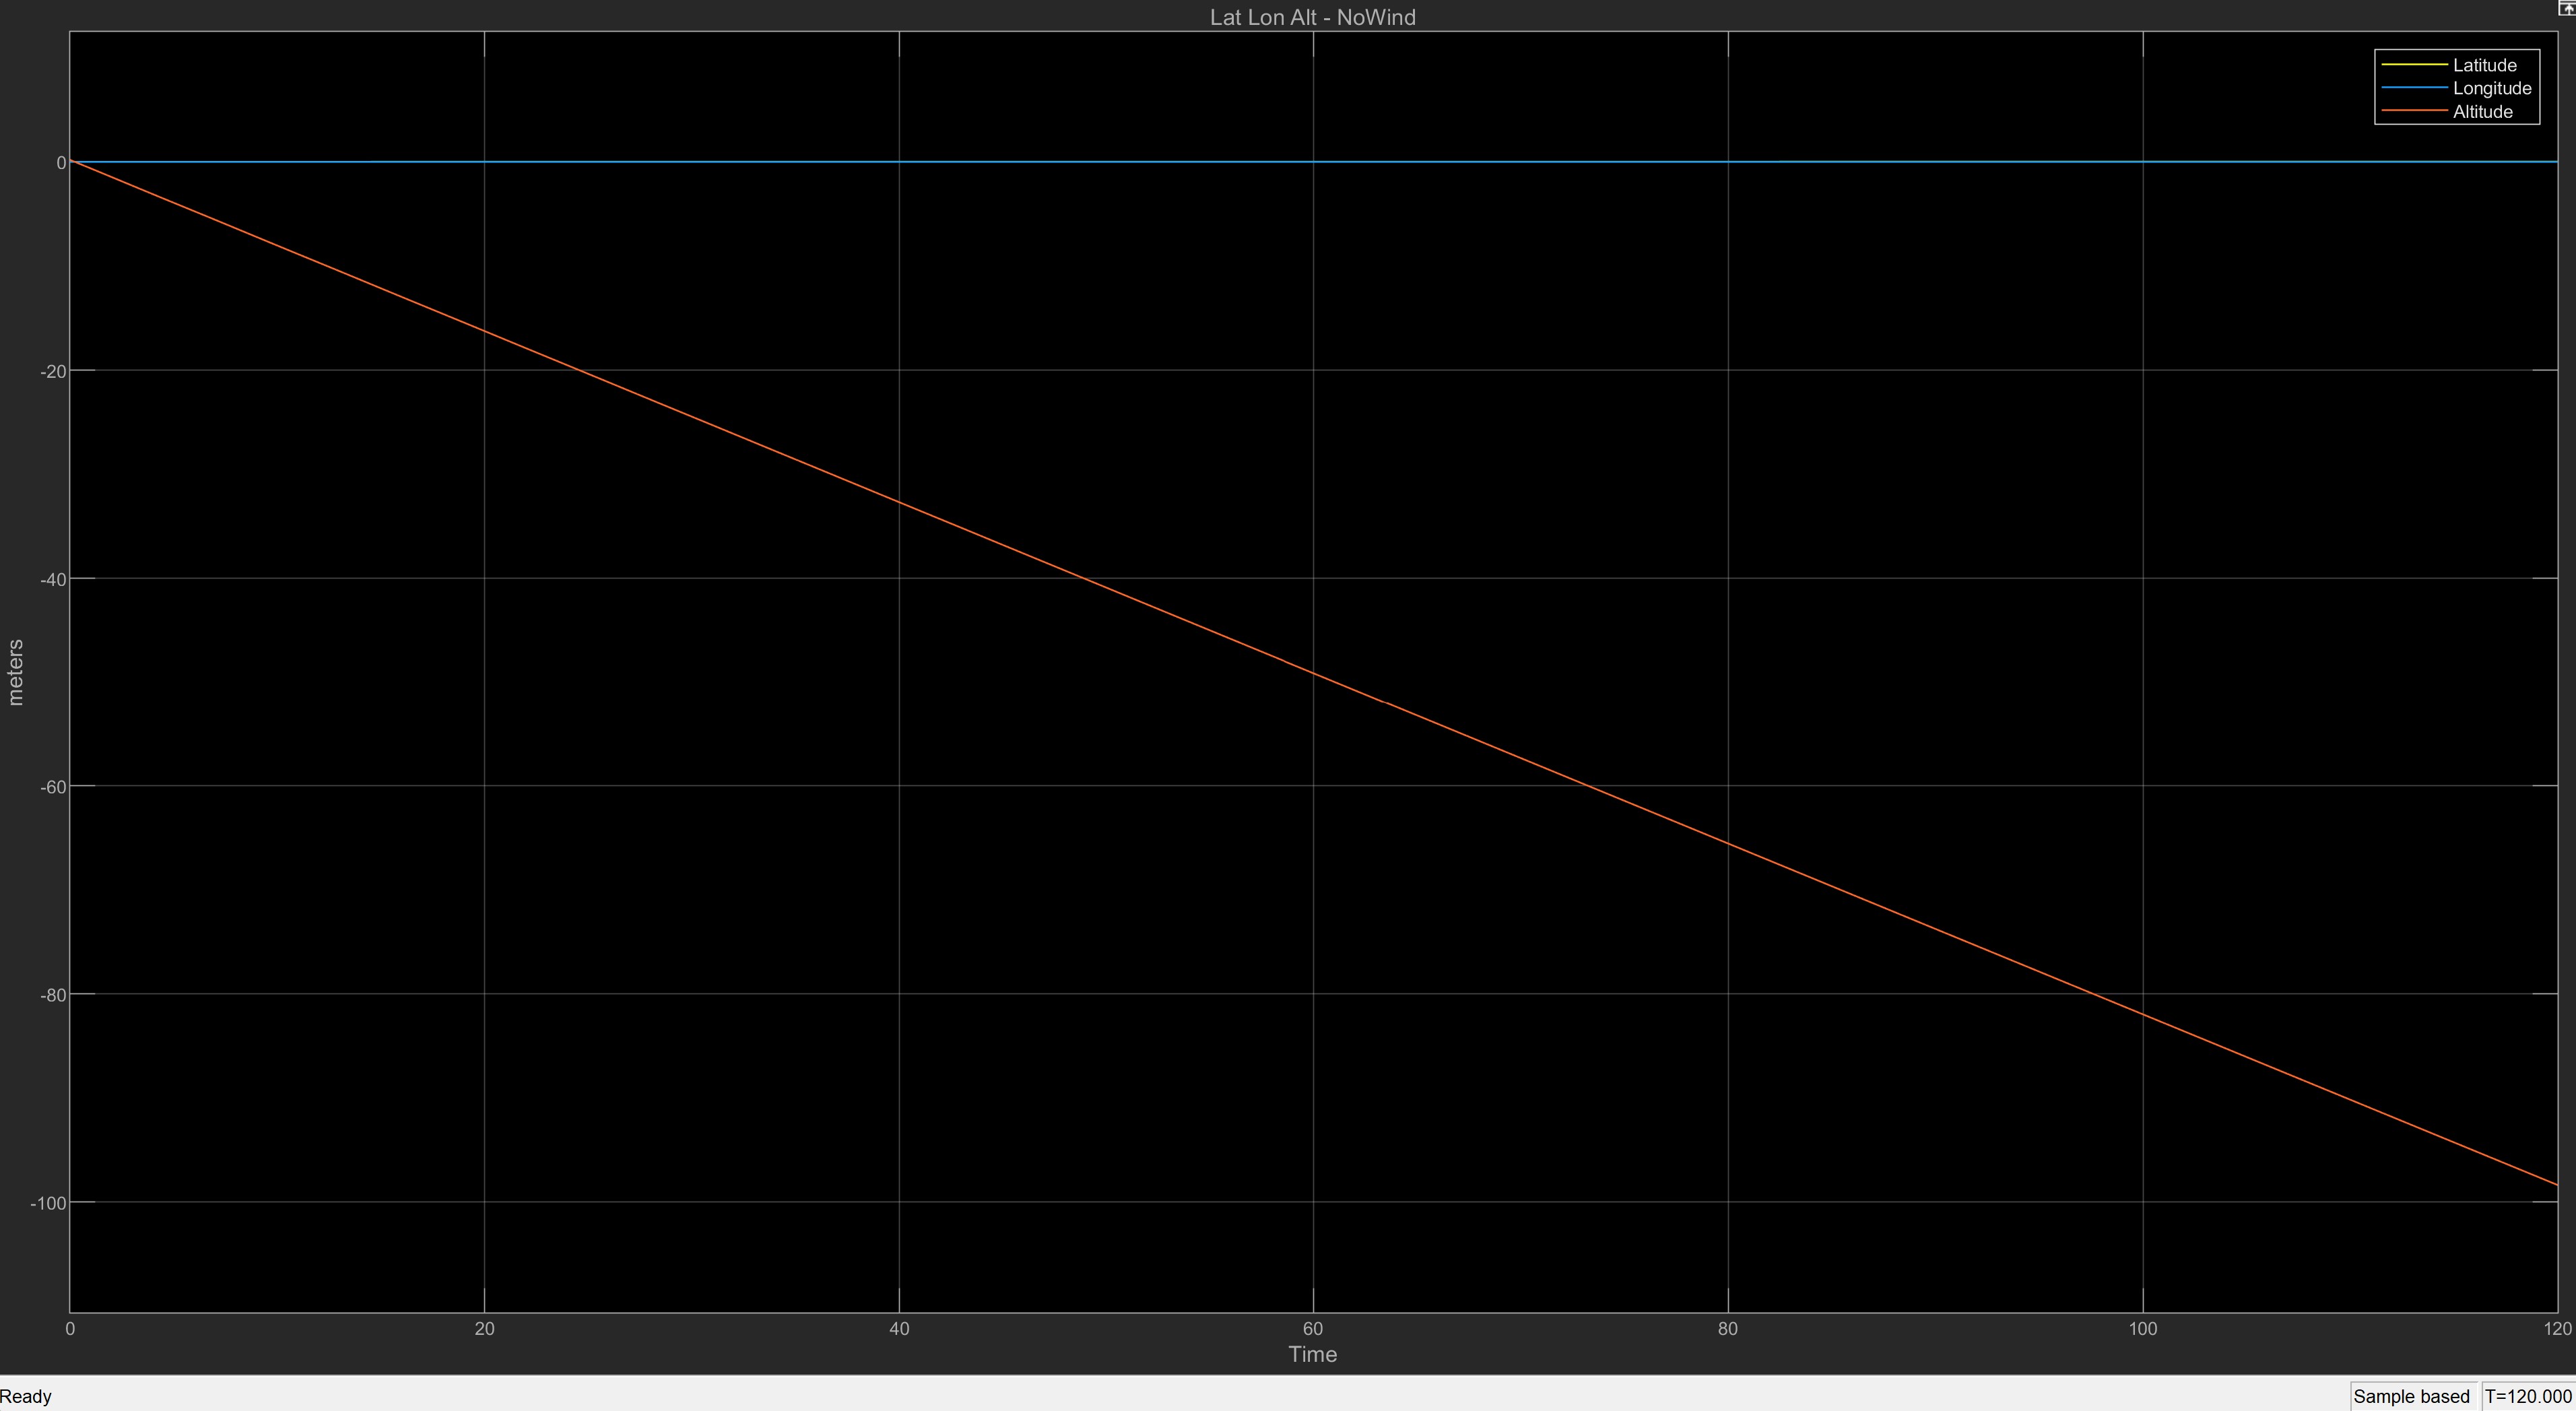 Lat Lon Alt - NoWind
Latitude
Longitude
Altitude
0
-20
-40
-60
-80
-100
meters
0 20 40 60 80 100 120
Time
Ready Sample based T=120.000